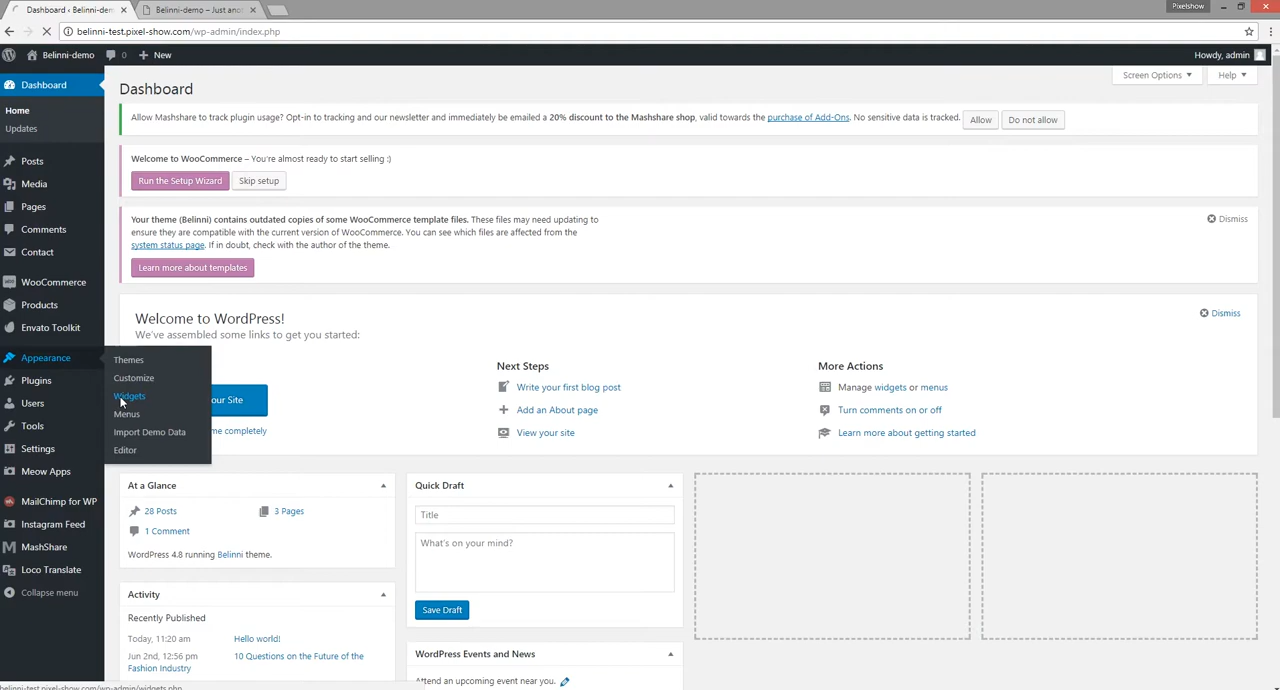 Dashboard ‹ Belinni-dem
Belinni-demo – Just ano
Pixelshow
belinni-test.pixel-show.com/wp-admin/index.php
Belinni-demo 0 + New
Howdy, admin
Dashboard
Home
Updates
Posts
Media
Pages
Comments
Contact
WooCommerce
Products
Envato Toolkit
Appearance
Plugins
Users
Tools
Settings
Meow Apps
MailChimp for WP
Instagram Feed
MashShare
Loco Translate
Collapse menu
Themes
Customize
Widgets
Menus
Import Demo Data
Editor
Screen Options
Help
Dashboard
Allow Mashshare to track plugin usage? Opt-in to tracking and our newsletter and immediately be emailed a 20% discount to the Mashshare shop, valid towards the purchase of Add-Ons. No sensitive data is tracked. Allow Do not allow
Welcome to WooCommerce – You're almost ready to start selling :)
Run the Setup Wizard Skip setup
Your theme (Belinni) contains outdated copies of some WooCommerce template files. These files may need updating to
ensure they are compatible with the current version of WooCommerce. You can see which files are affected from the
system status page. If in doubt, check with the author of the theme.
Dismiss
Learn more about templates
Welcome to WordPress!
We've assembled some links to get you started:
Dismiss
our Site
me completely
Next Steps
Write your first blog post
Add an About page
View your site
More Actions
Manage widgets or menus
Turn comments on or off
Learn more about getting started
At a Glance
28 Posts 3 Pages
1 Comment
WordPress 4.8 running Belinni theme.
Activity
Recently Published
Today, 11:20 am Hello world!
Jun 2nd, 12:56 pm 10 Questions on the Future of the
Fashion Industry
Quick Draft
Title
What's on your mind?
Save Draft
WordPress Events and News
Attend an upcoming event near you.
belinni-test.pixel-show.com/wp-admin/widgets.php